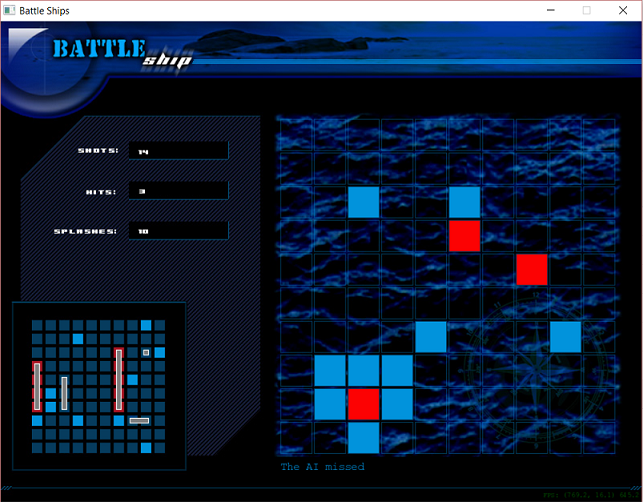 Battle Ships
BATTLE
ship
SHOTS: 14
HITS: 3
SPLASHES: 10
The AI missed